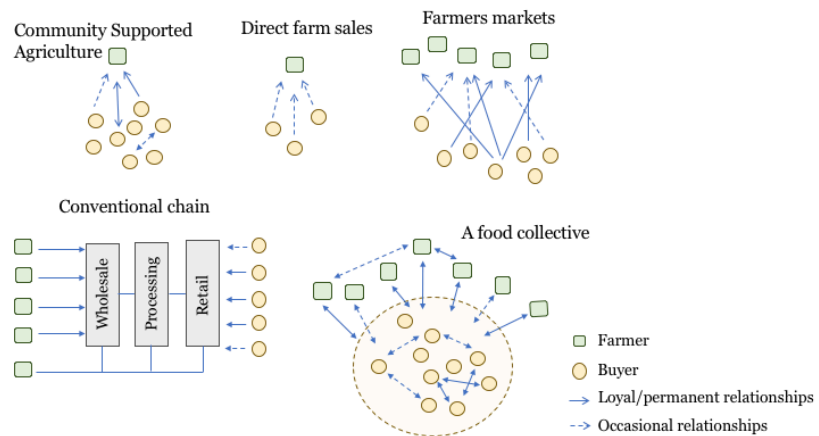 Community Supported
Agriculture
Direct farm sales
Farmers markets
Conventional chain
Wholesale
Processing
Retail
A food collective
Farmer
Buyer
Loyal/permanent relationships
Occasional relationships